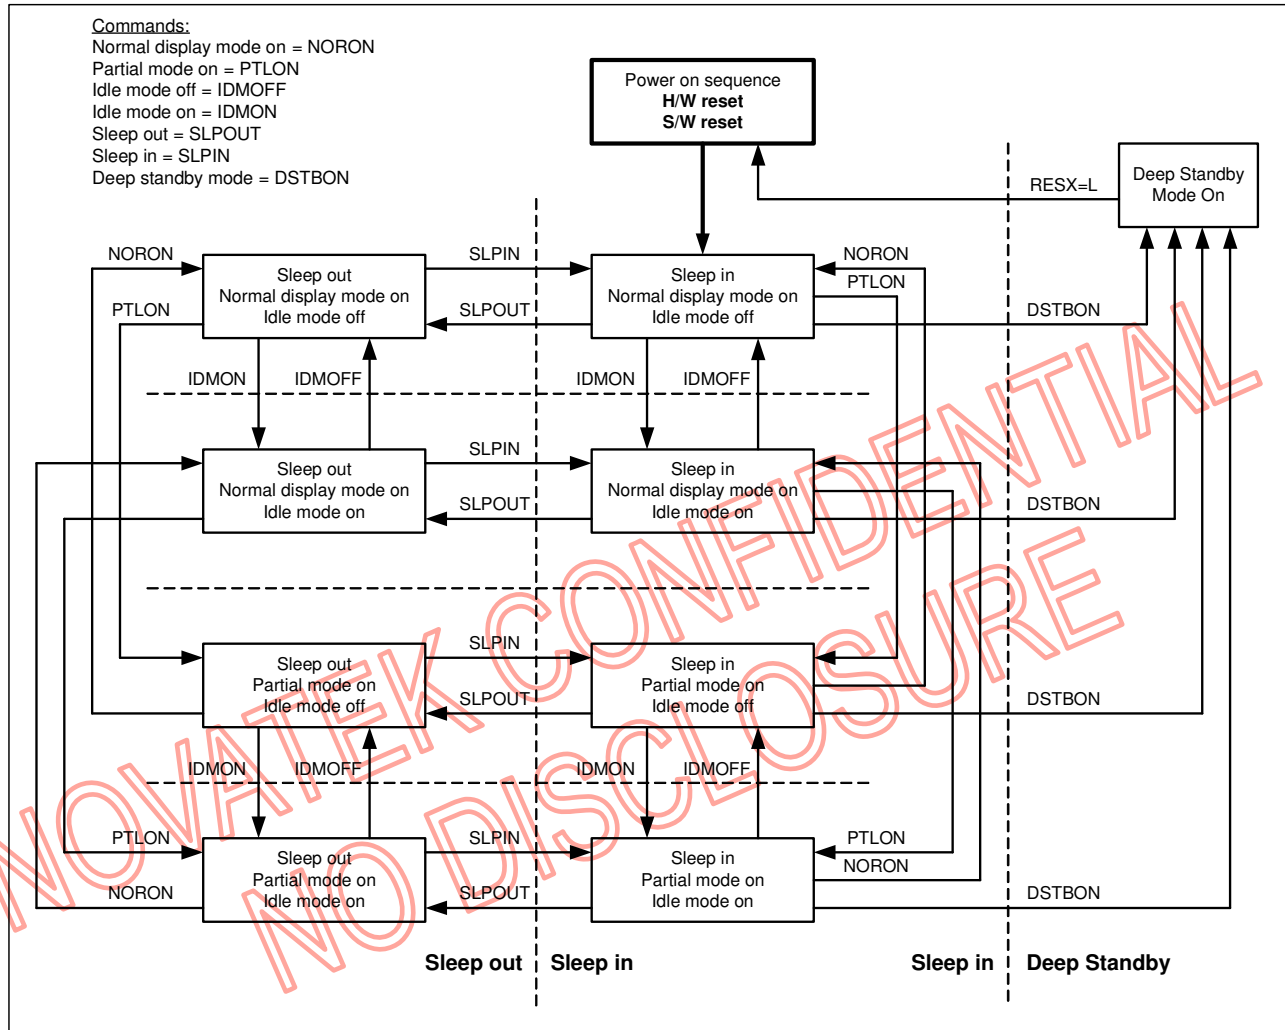 Commands:
Normal display mode on = NORON
Partial mode on = PTLON
Idle mode off = IDMOFF
Idle mode on = IDMON
Sleep out = SLPOUT
Sleep in = SLPIN
Deep standby mode = DSTBON
Power on sequence
H/W reset
S/W reset
Deep Standby
Mode On
RESX=L
NORON
SLPIN
NORON
Sleep out
Normal display mode on
Idle mode off
Sleep in
Normal display mode on
Idle mode off
PTLON
PTLON
SLPOUT
DSTBON
IDMON
IDMOFF
IDMON
IDMOFF
SLPIN
Sleep out
Normal display mode on
Idle mode on
Sleep in
Normal display mode on
Idle mode on
SLPOUT
DSTBON
SLPIN
Sleep out
Partial mode on
Idle mode off
Sleep in
Partial mode on
Idle mode off
SLPOUT
DSTBON
IDMON
IDMOFF
IDMON
IDMOFF
PTLON
SLPIN
PTLON
Sleep out
Partial mode on
Idle mode on
Sleep in
Partial mode on
Idle mode on
NORON
NORON
SLPOUT
DSTBON
Sleep out
Sleep in
Sleep in
Deep Standby
NOVATEK CONFIDENTIAL
NO DISCLOSURE